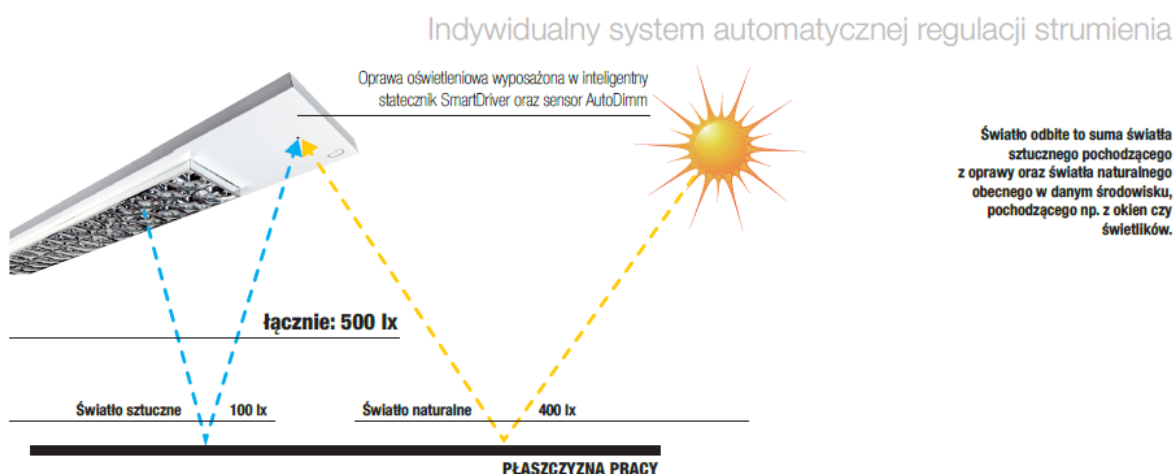 Indywidualny system automatycznej regulacji strumienia
Oprawa oświetleniowa wyposażona w inteligentny
statecznik SmartDriver oraz sensor AutoDimm
Światło odbite to suma światła
sztucznego pochodzącego
z oprawy oraz światła naturalnego
obecnego w danym środowisku,
pochodzącego np. z okien czy
świetlików.
łącznie: 500 lx
Światło sztuczne 100 lx
Światło naturalne 400 lx
PŁASZCZYZNA PRACY